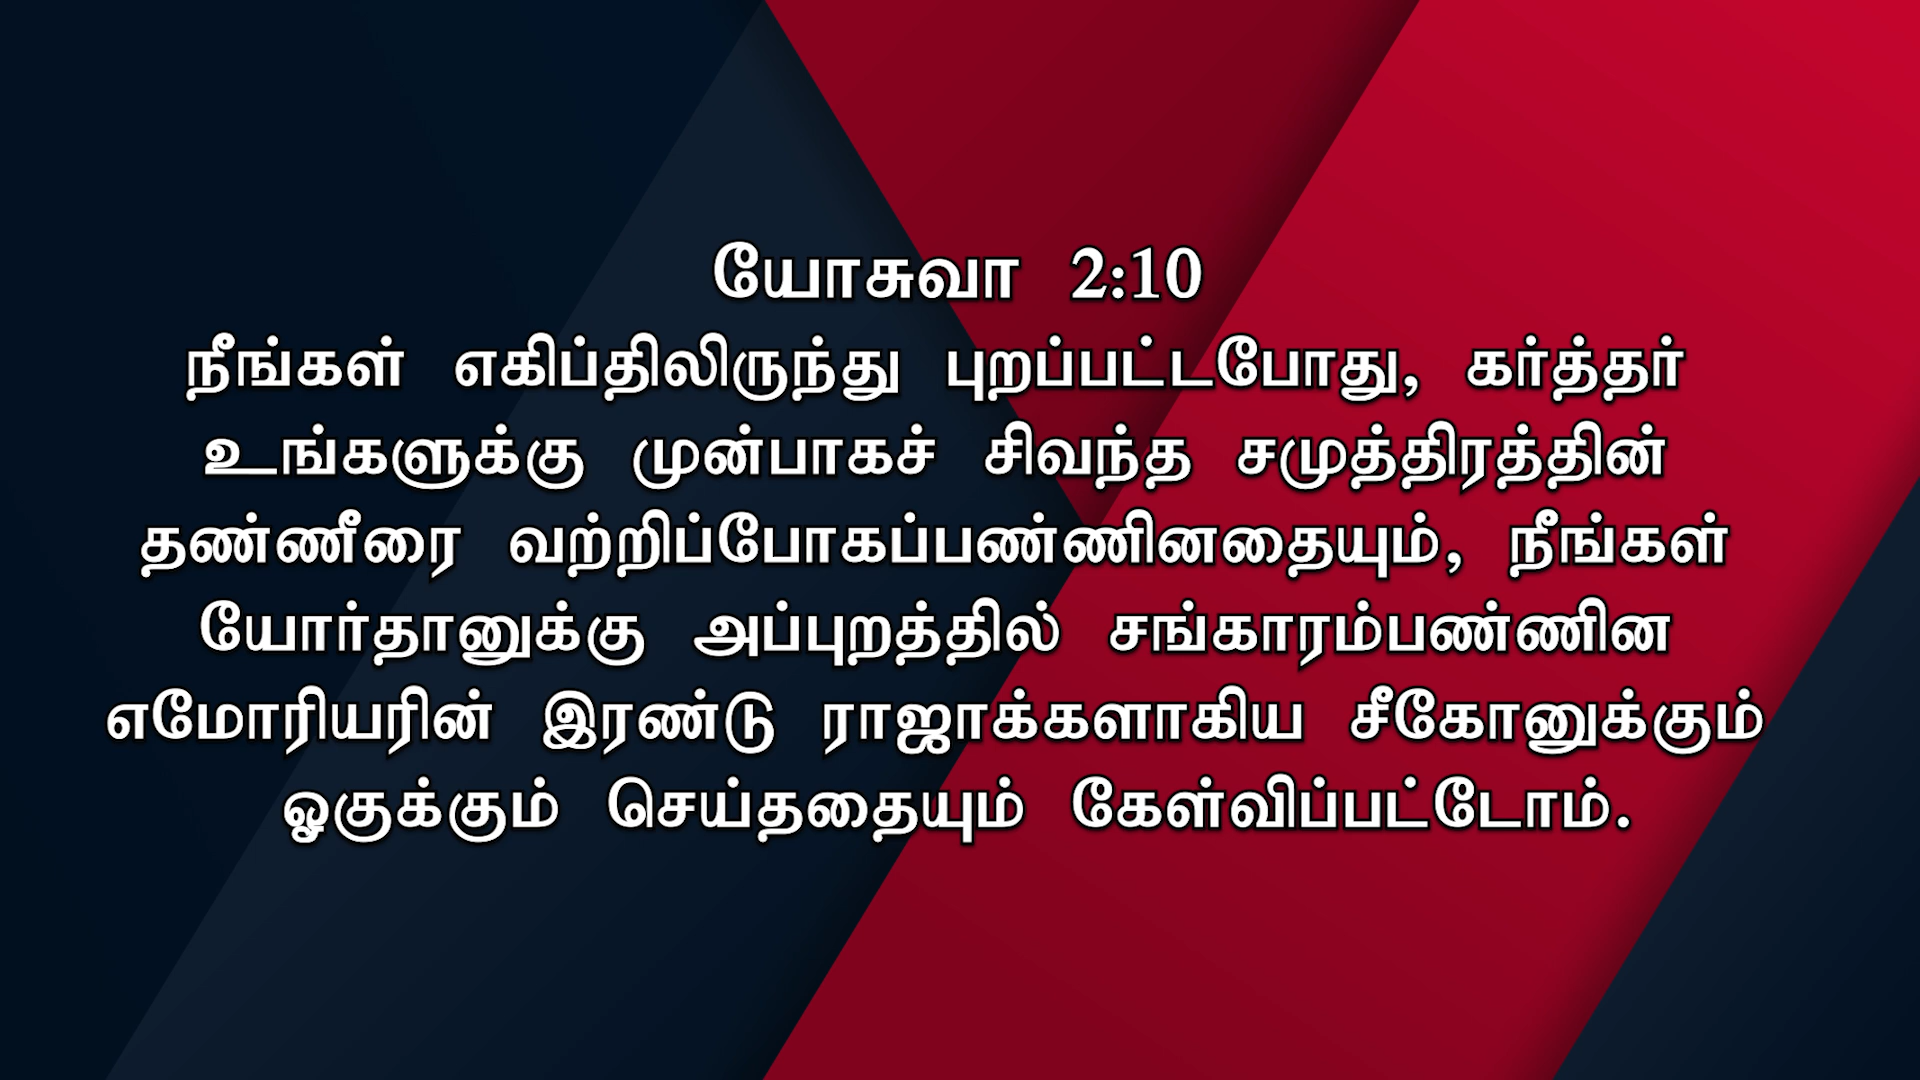 யோசுவா 2:10
நீங்கள் எகிப்திலிருந்து புறப்பட்டபோது, கர்த்தர்
உங்களுக்கு முன்பாகச் சிவந்த சமுத்திரத்தின்
தண்ணீரை வற்றிப்போகப்பண்ணினதையும், நீங்கள்
யோர்தானுக்கு அப்புறத்தில் சங்காரம்பண்ணின
எமோரியரின் இரண்டு ராஜாக்களாகிய சீகோனுக்கும்
ஓகுக்கும் செய்ததையும் கேள்விப்பட்டோம்.